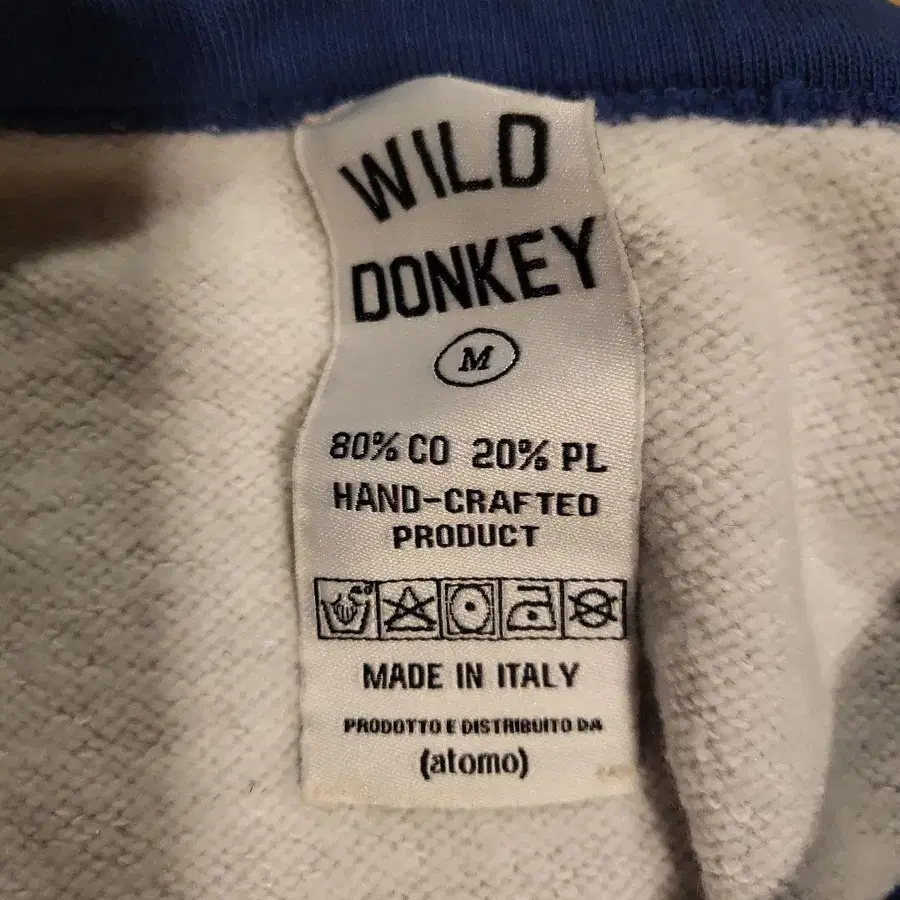 WILD
DONKEY
M
80% CO 20% PL
HAND-CRAFTED
PRODUCT
MADE IN ITALY
PRODOTTO E DISTRIBUITO DA
(atomo)